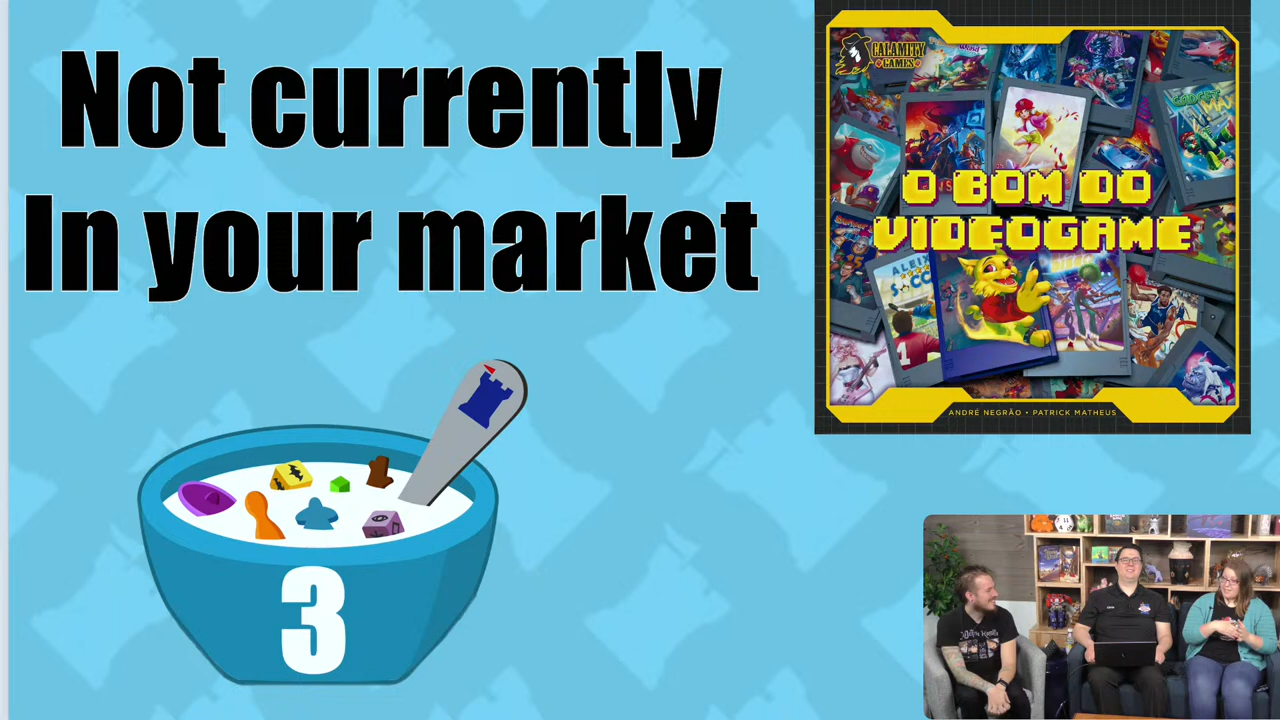 Not currently
In your market
3
CALAMITY
GAMES
O BOM DO
VIDEOGAME
ANDRÉ NEGRÃO • PATRICK MATHEUS